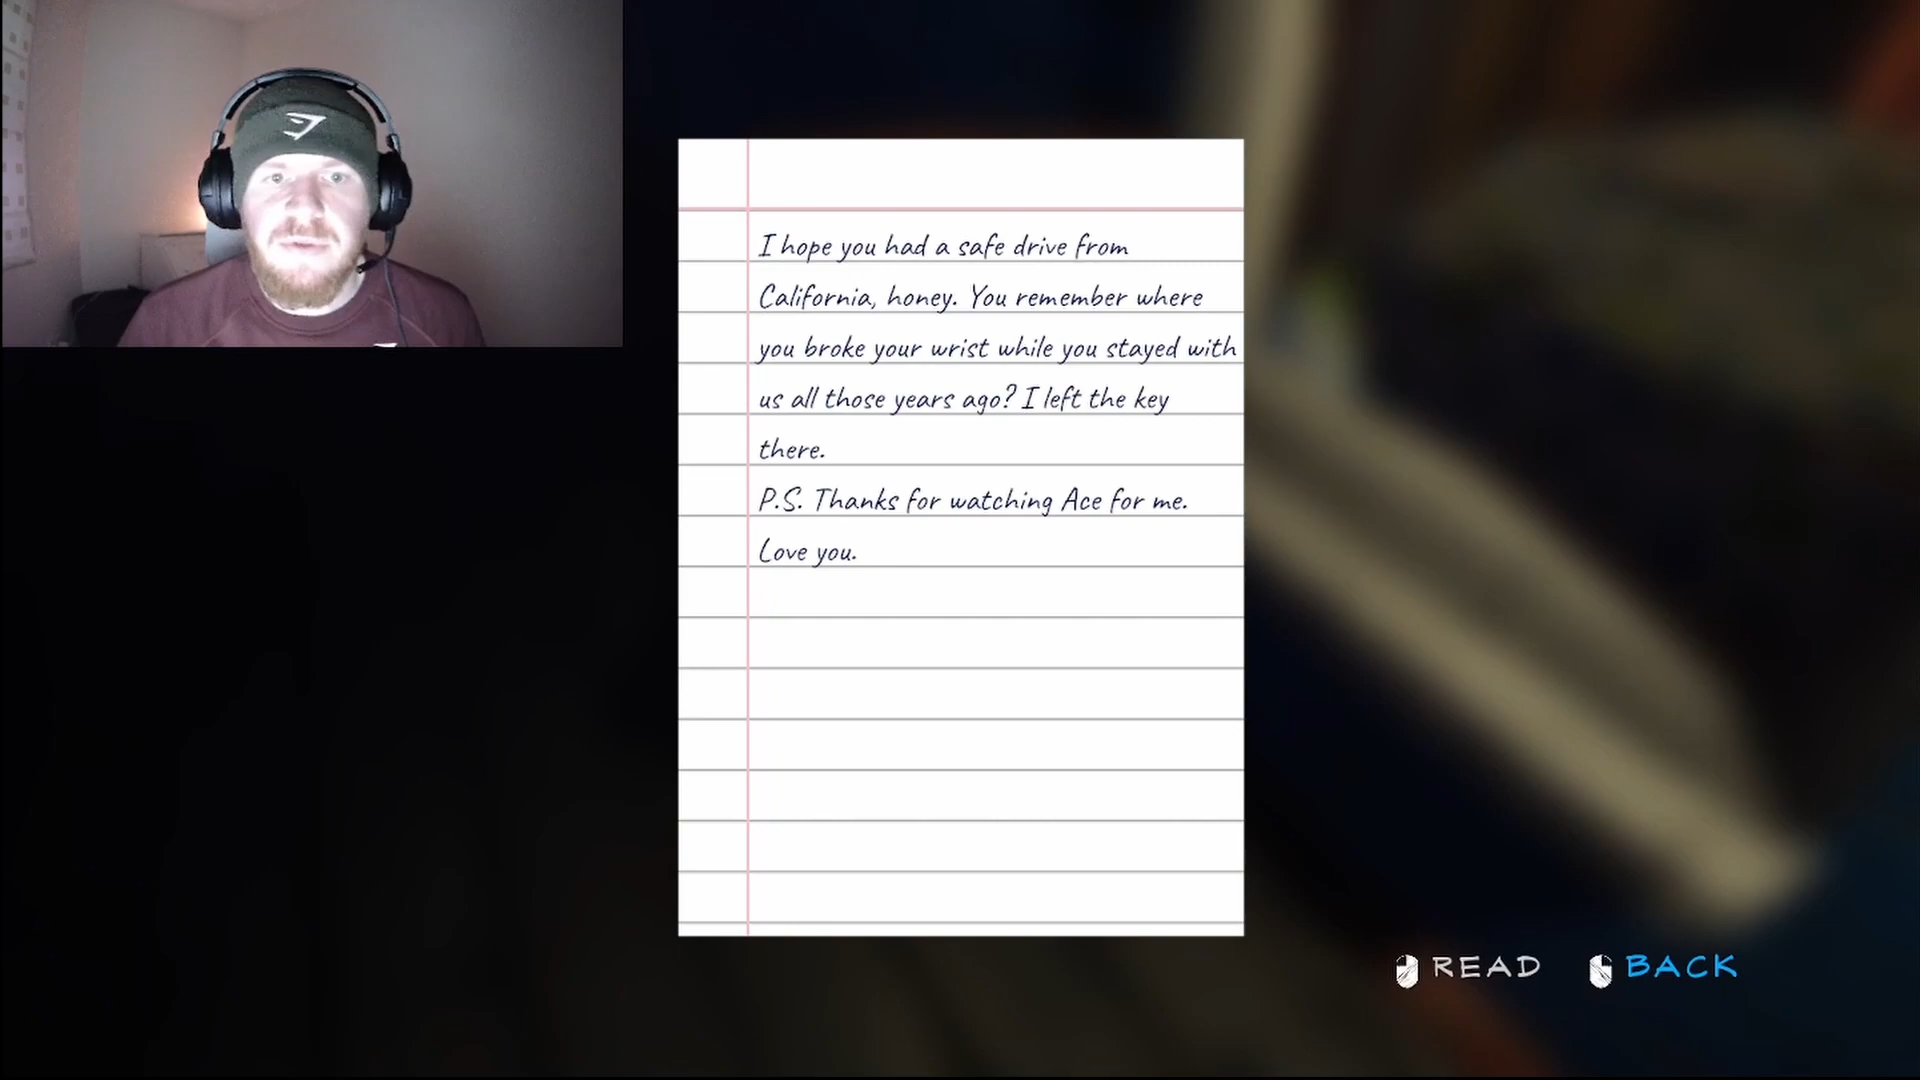 I hope you had a safe drive from
California, honey. You remember where
you broke your wrist while you stayed with
us all those years ago? I left the key
there.
P.S. Thanks for watching Ace for me.
Love you.
READ BACK